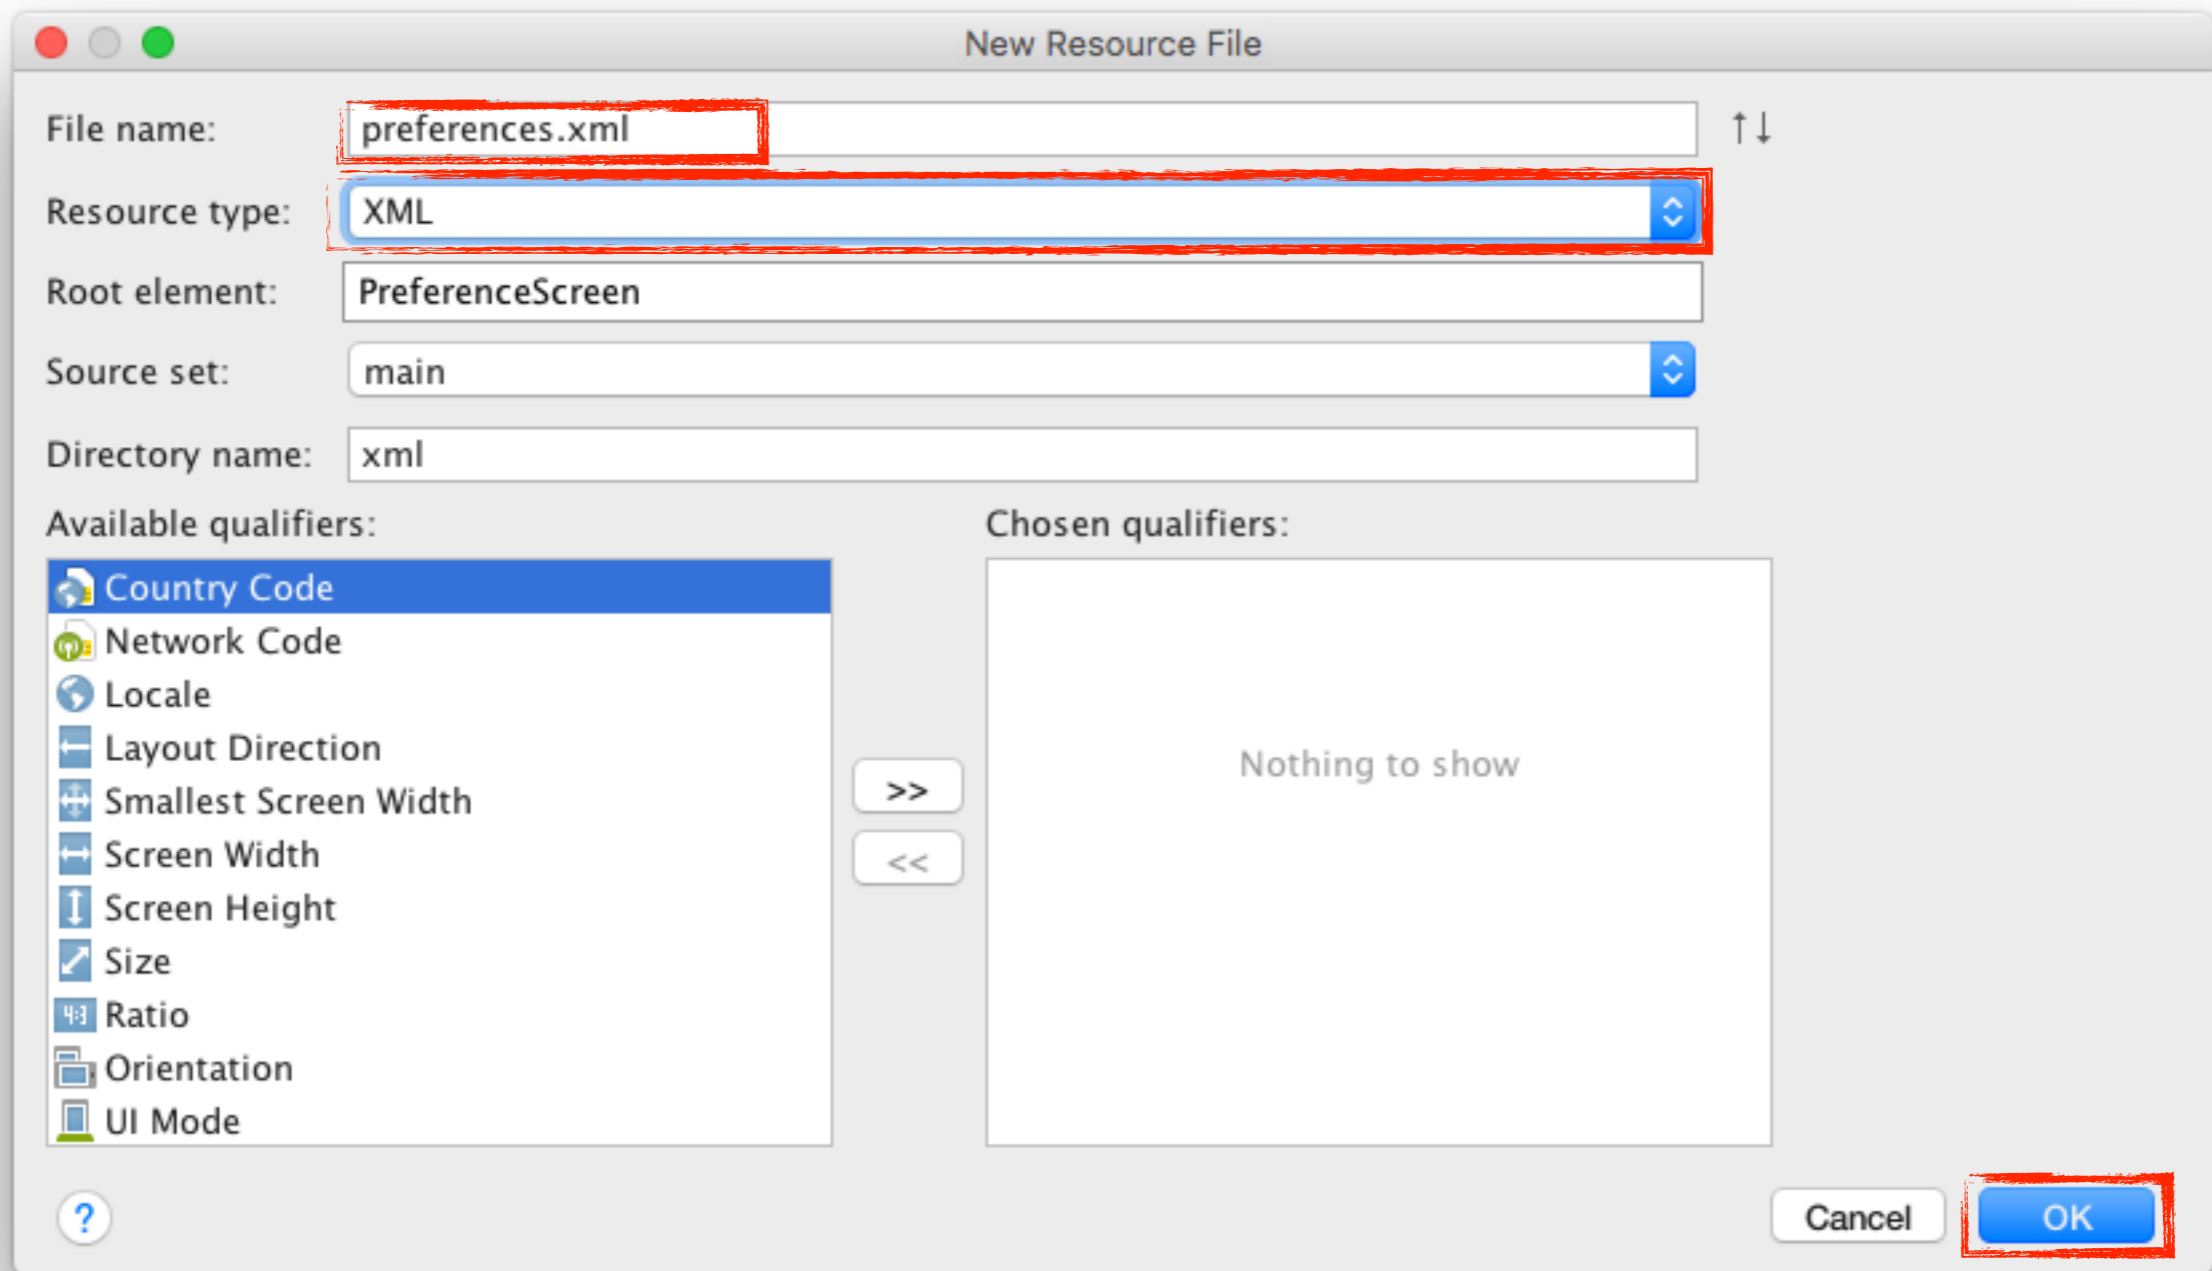 New Resource File
File name: preferences.xml ↑↓
Resource type: XML
Root element: PreferenceScreen
Source set: main
Directory name: xml
Available qualifiers: Chosen qualifiers:
Country Code
Network Code
Locale
Layout Direction
Smallest Screen Width
Nothing to show
>>
Screen Width
<<
Screen Height
Size
4:3 Ratio
Orientation
UI Mode
? Cancel OK